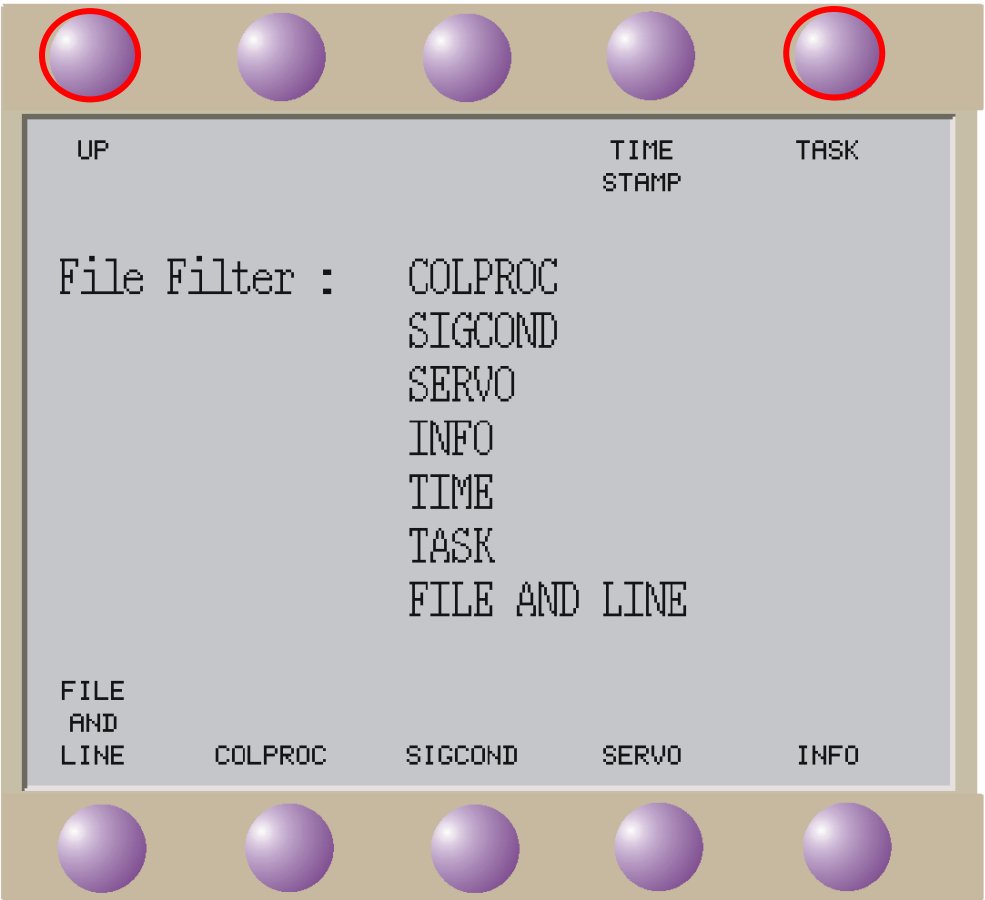 UP
TIME
STAMP
TASK
File Filter :
COLPROC
SIGCOND
SERVO
INFO
TIME
TASK
FILE AND LINE
FILE
AND
LINE
COLPROC
SIGCOND
SERVO
INFO